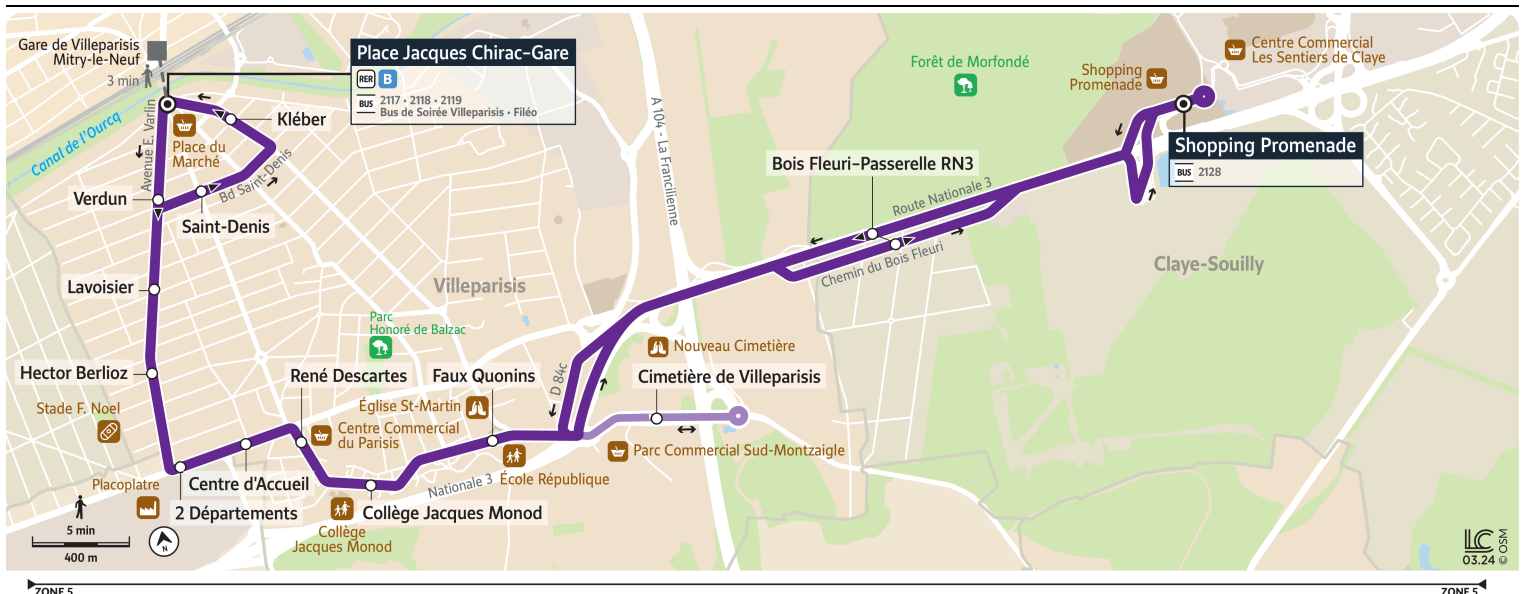 Gare de Villeparisis
Mitry-le-Neuf
3 min
Place Jacques Chirac–Gare
RER B
BUS 2117 • 2118 • 2119
Bus de Soirée Villeparisis • Filéo
Canal de l'Ourcq
Avenue E. Varlin
Kléber
Place du
Marché
Bd Saint-Denis
Verdun
Saint-Denis
Lavoisier
Villeparisis
Parc
Honoré de Balzac
Hector Berlioz
René Descartes
Faux Quonins
Stade F. Noel
Église St-Martin
Centre Commercial
du Parisis
Placoplatre
Centre d'Accueil
2 Départements
Collège Jacques Monod
Collège
Jacques Monod
Nationale 3
École République
D 84c
A 104 - La Francilienne
Nouveau Cimetière
Cimetière de Villeparisis
Parc Commercial Sud-Montzaigle
Bois Fleuri–Passerelle RN3
Route Nationale 3
Chemin du Bois Fleuri
Forêt de Morfondé
Shopping
Promenade
Centre Commercial
Les Sentiers de Claye
Shopping Promenade
BUS 2128
Claye-Souilly
5 min
400 m
N
LC
03.24 © OSM
ZONE 5
ZONE 5